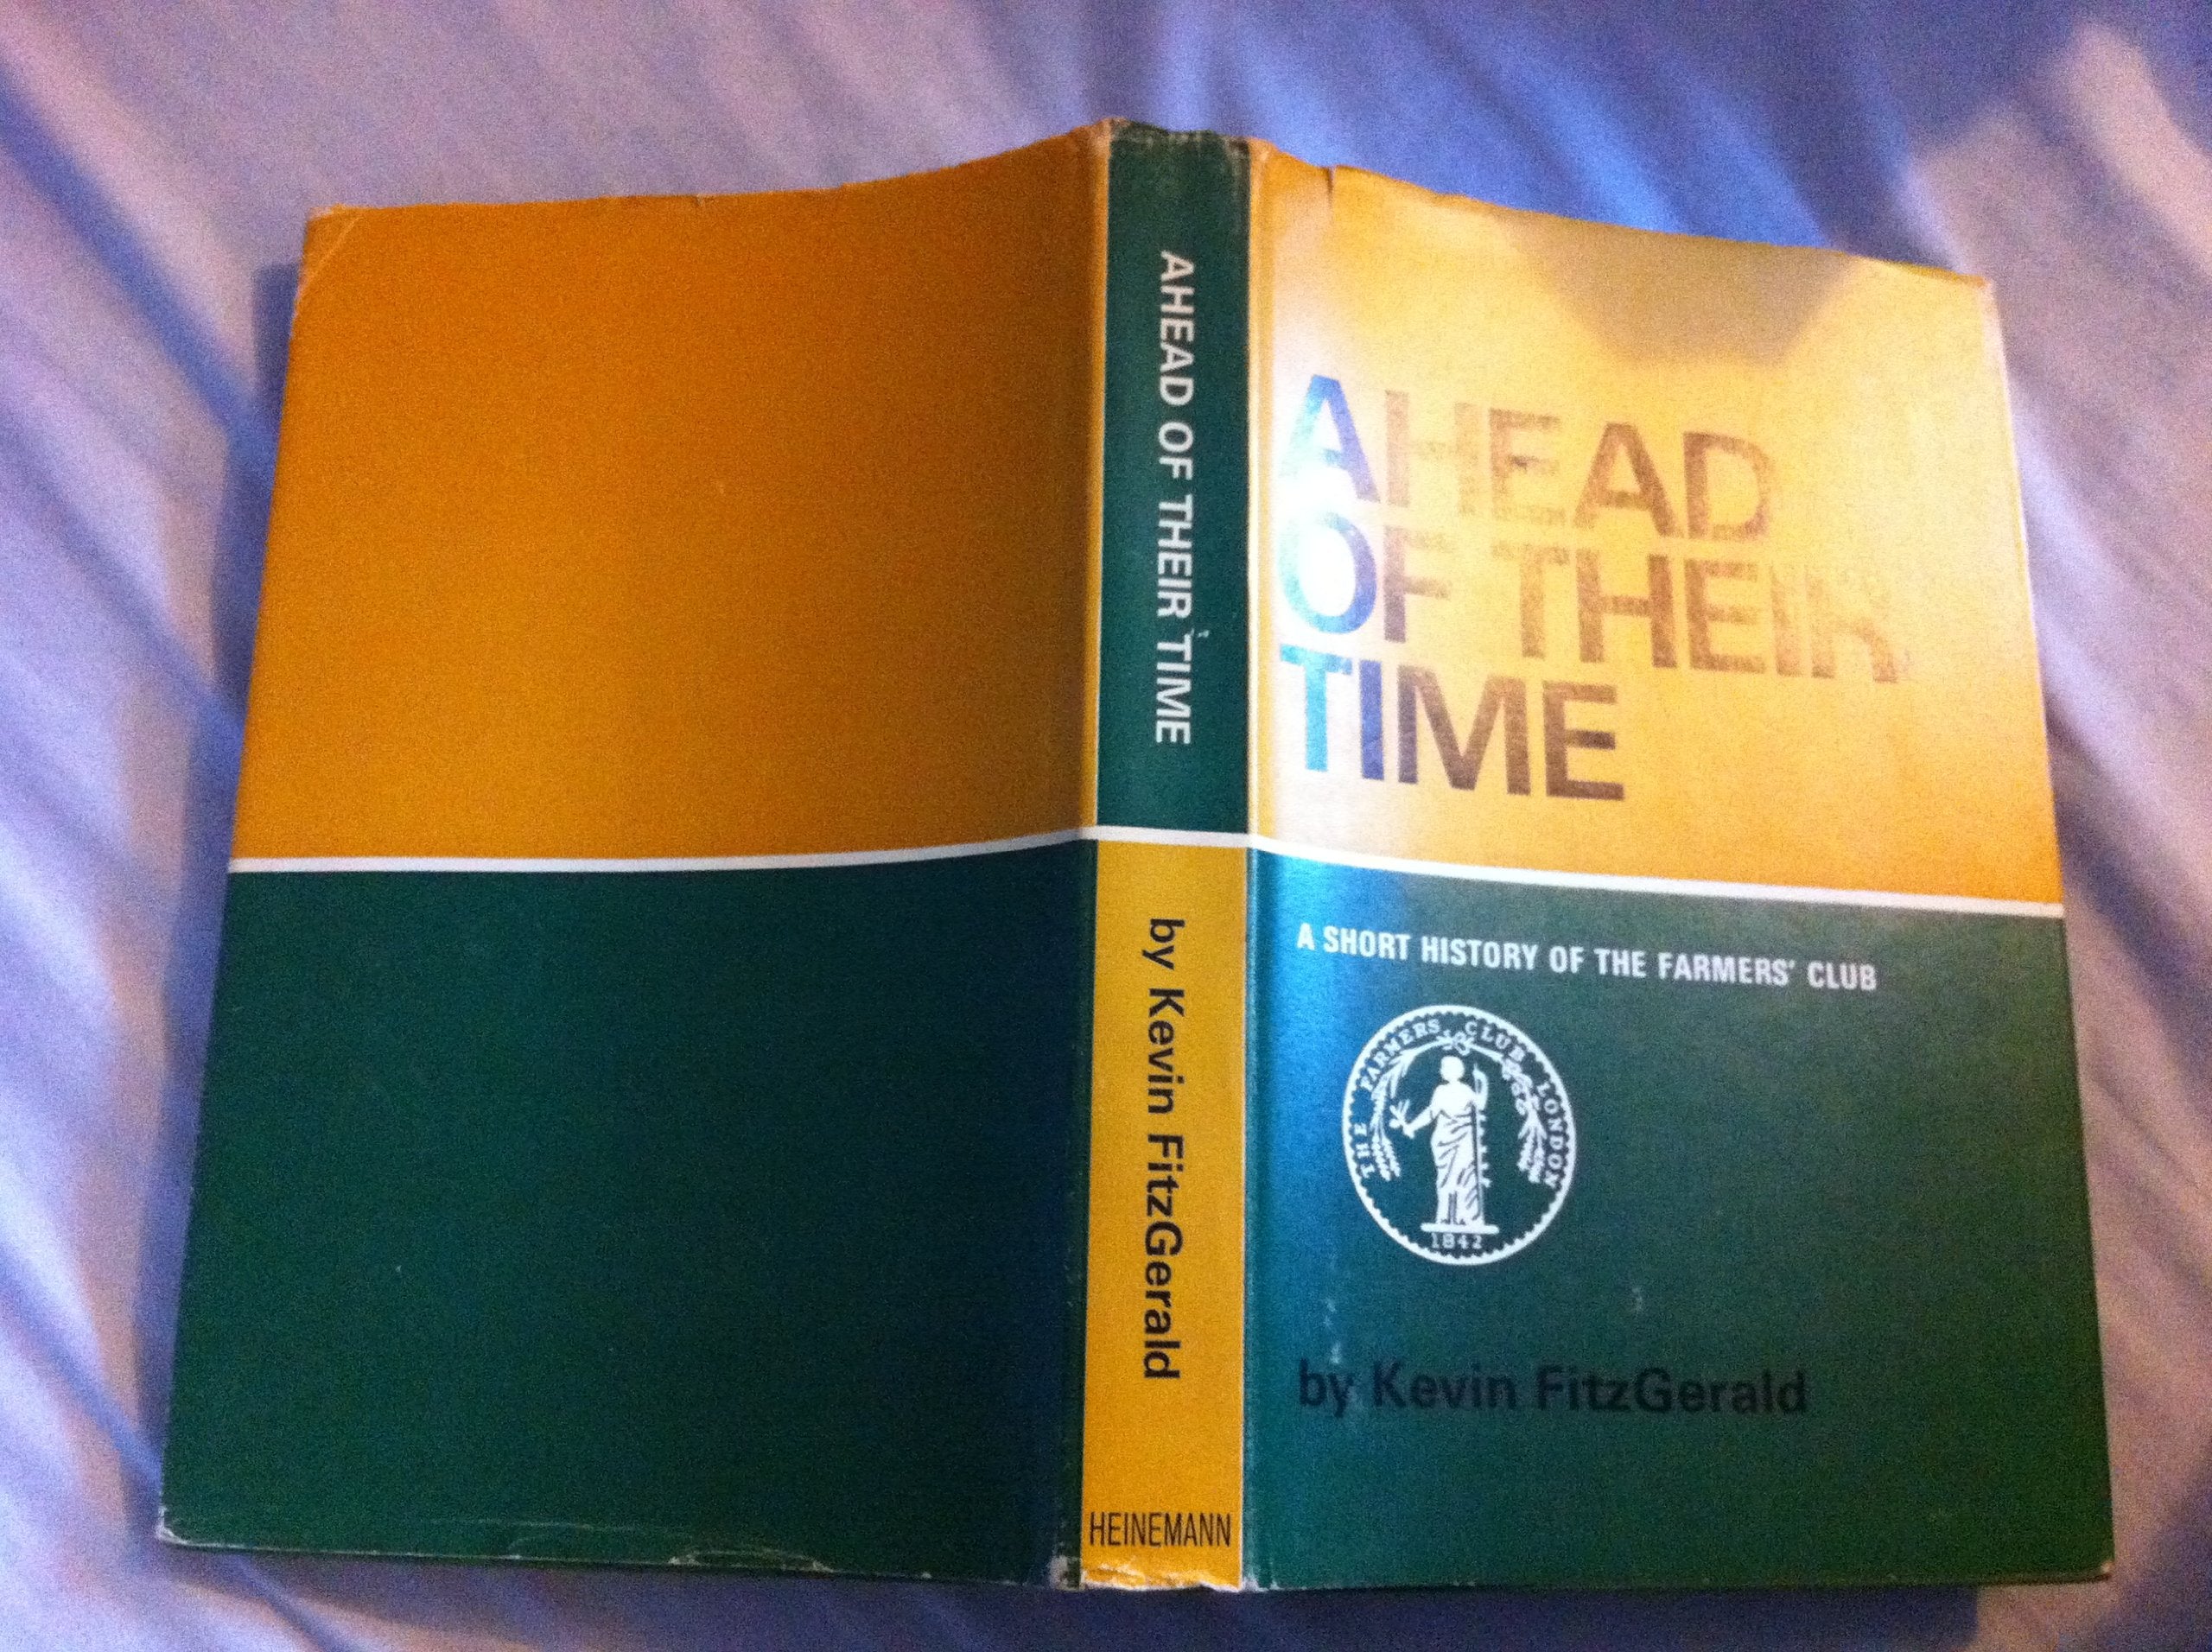 AHEAD OF THEIR TIME
by Kevin FitzGerald
HEINEMANN
AHEAD
OF THEIR
TIME
A SHORT HISTORY OF THE FARMERS' CLUB
THE FARMERS CLUB LONDON
1842
by Kevin FitzGerald